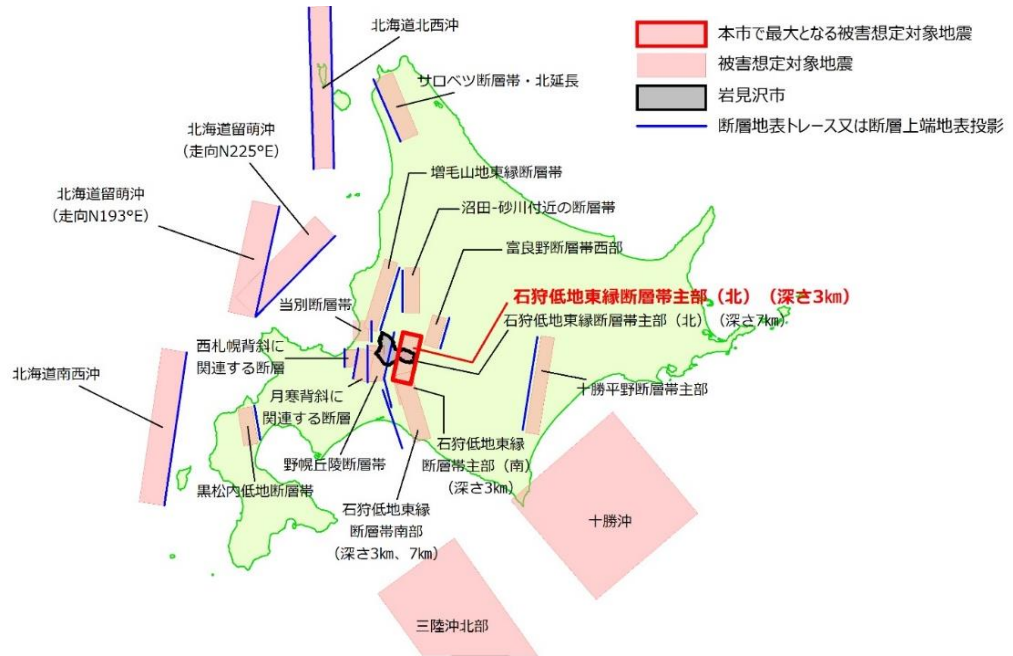 北海道北西沖
本市で最大となる被害想定対象地震
被害想定対象地震
岩見沢市
断層地表トレース又は断層上端地表投影
サロベツ断層帯・北延長
北海道留萌沖
(走向N225°E)
増毛山地東縁断層帯
北海道留萌沖
(走向N193°E)
沼田-砂川付近の断層帯
富良野断層帯西部
石狩低地東縁断層帯主部(北)(深さ3km)
石狩低地東縁断層帯主部(北)(深さ7km)
当別断層帯
西札幌背斜に
関連する断層
北海道南西沖
月寒背斜に
関連する断層
十勝平野断層帯主部
石狩低地東縁
断層帯主部(南)
(深さ3km)
野幌丘陵断層帯
黒松内低地断層帯
石狩低地東縁
断層帯南部
(深さ3km、7km)
十勝沖
三陸沖北部